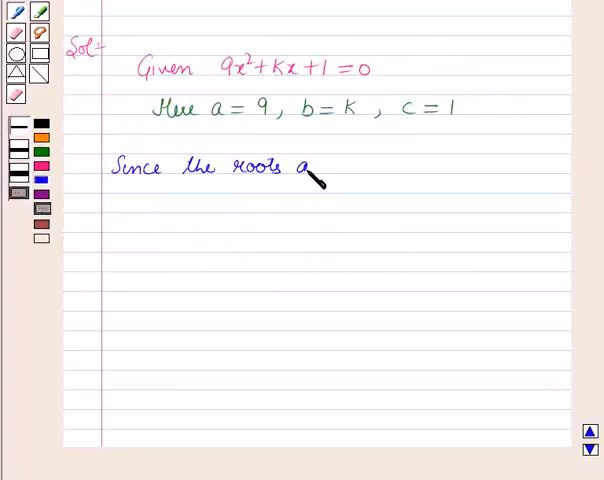 Sol:-
Given 9x²+kx+1=0
Here a=9, b=k, c=1
Since the roots a